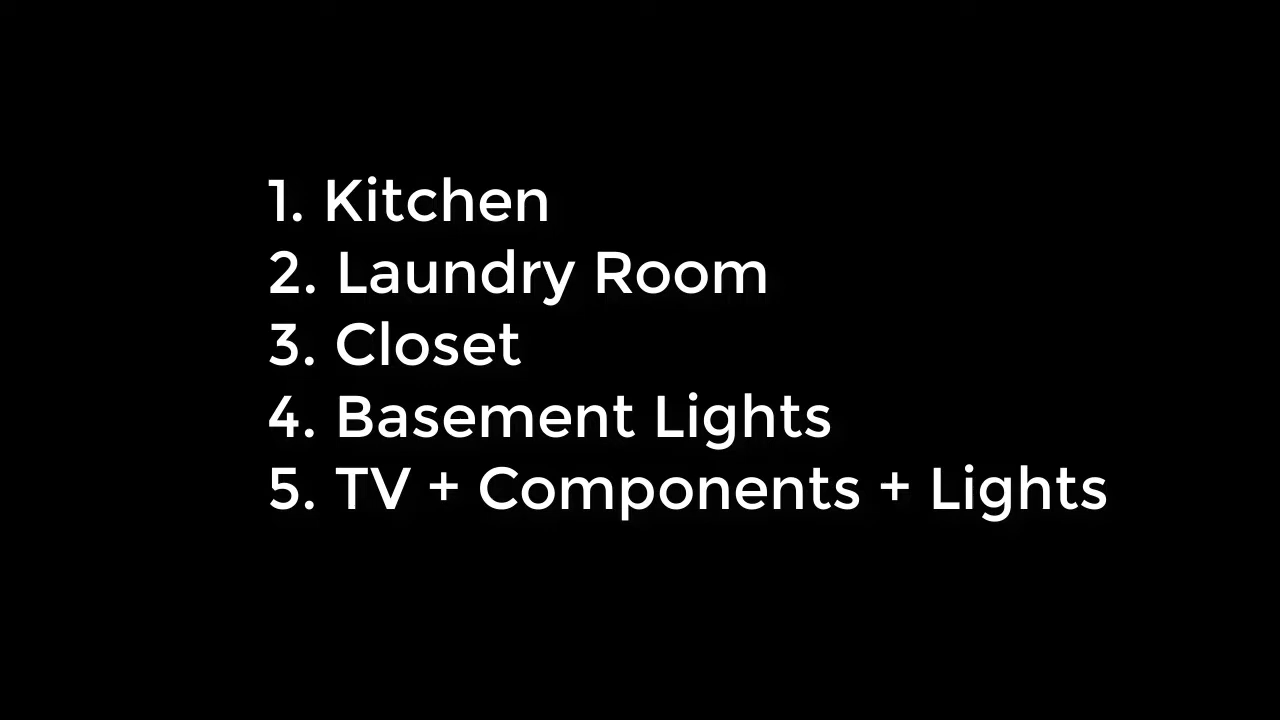 1. Kitchen
2. Laundry Room
3. Closet
4. Basement Lights
5. TV + Components + Lights